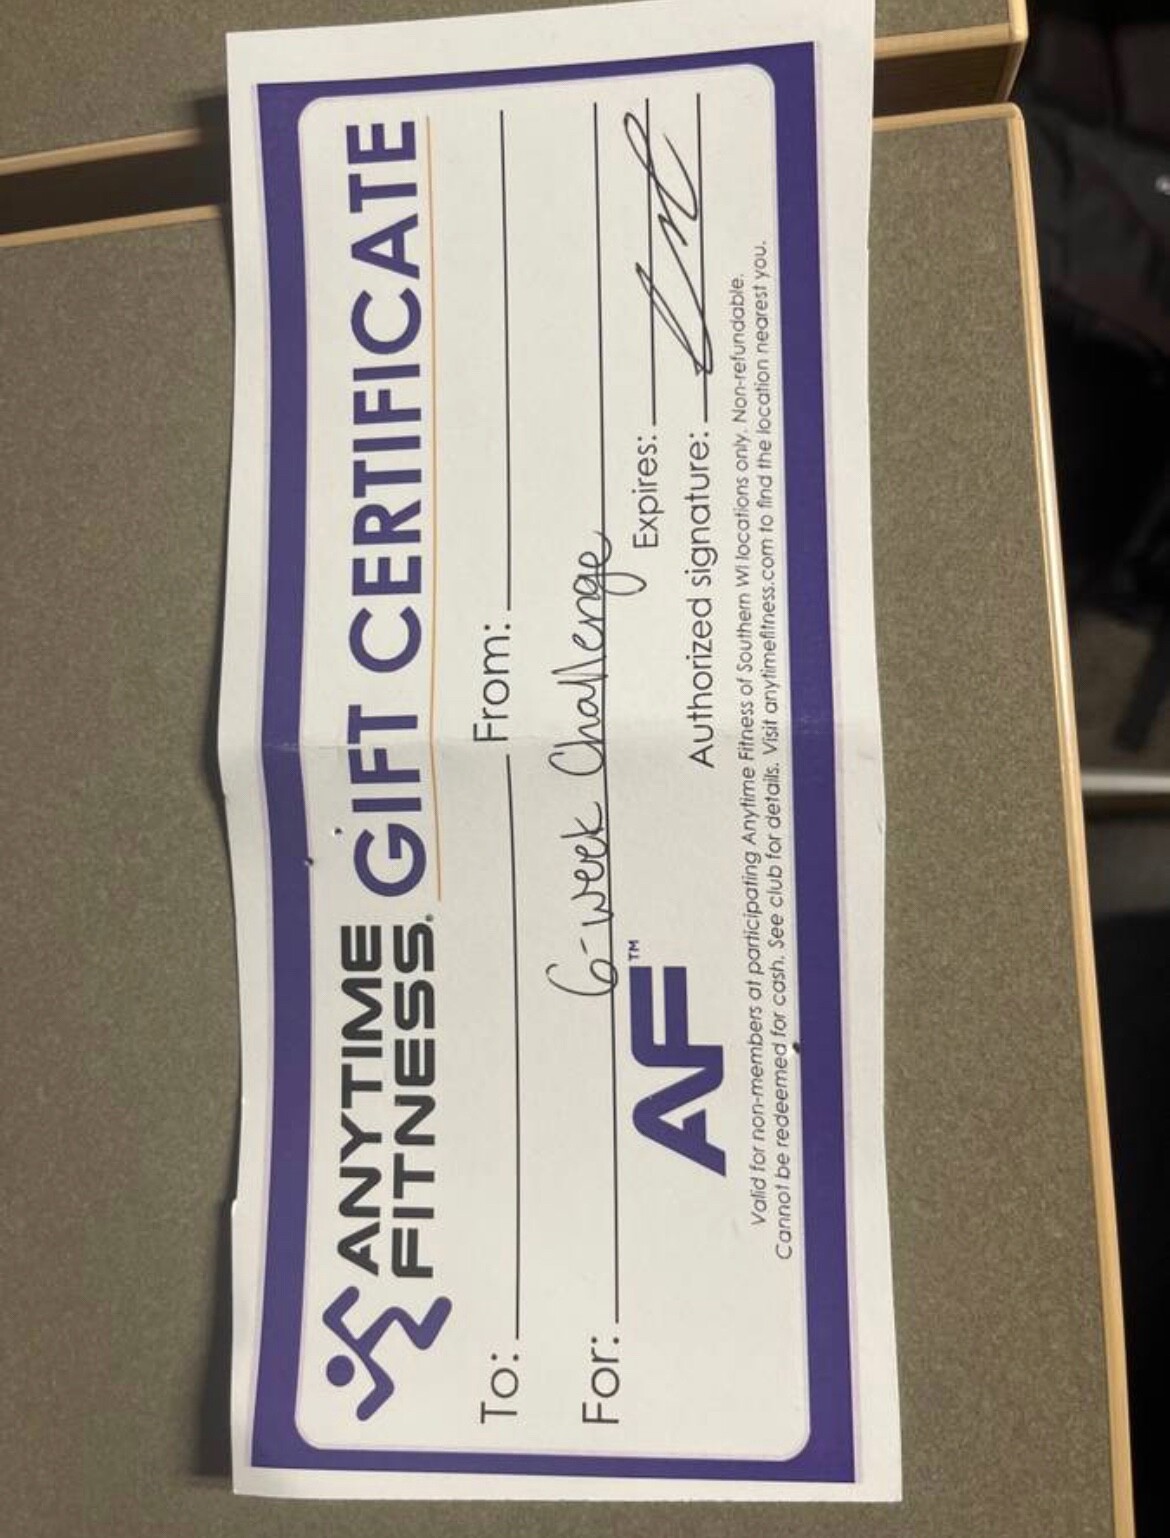 ANYTIME
FITNESS®
GIFT CERTIFICATE
To: From:
For: 6-week Challenge
AF™
Expires:
Authorized signature:
Valid for non-members at participating Anytime Fitness of Southern WI locations only. Non-refundable.
Cannot be redeemed for cash. See club for details. Visit anytimefitness.com to find the location nearest you.